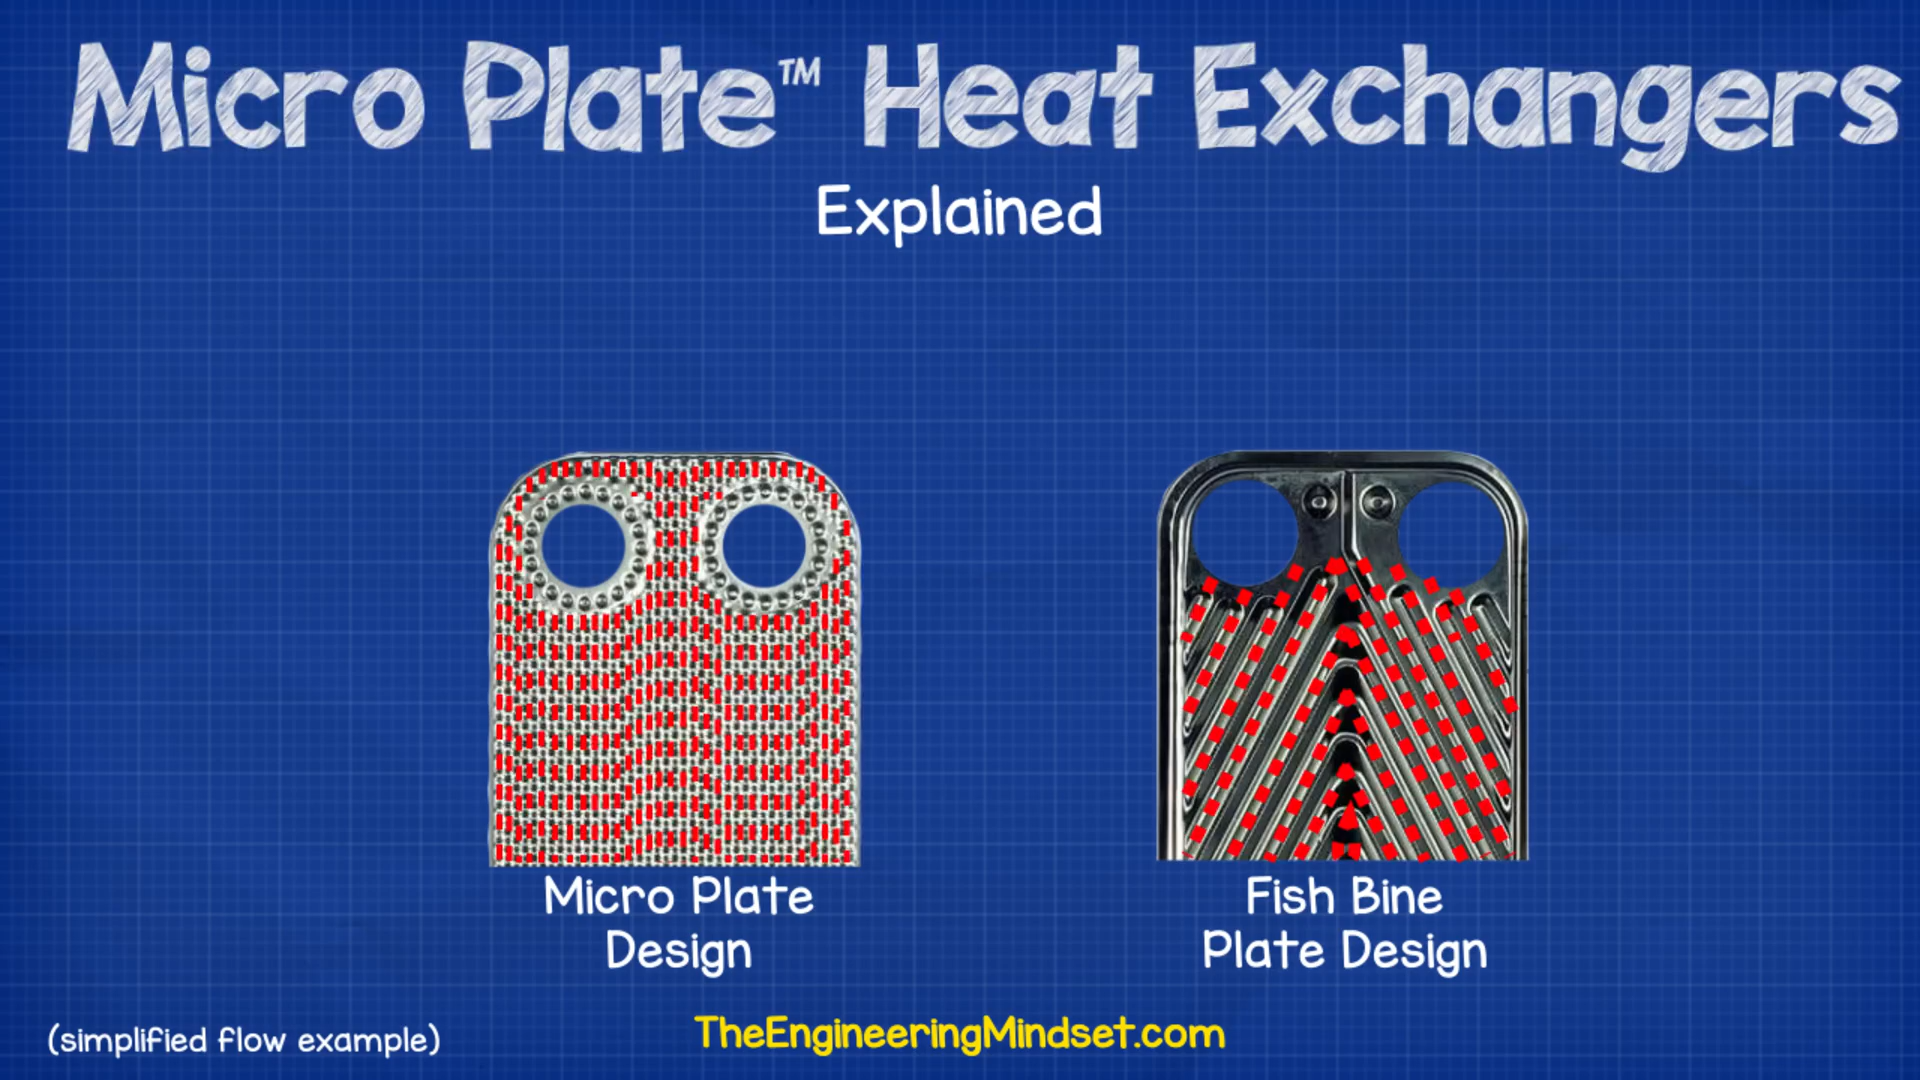 Micro Plate™ Heat Exchangers
Explained
Micro Plate
Design
Fish Bine
Plate Design
(simplified flow example)
TheEngineeringMindset.com